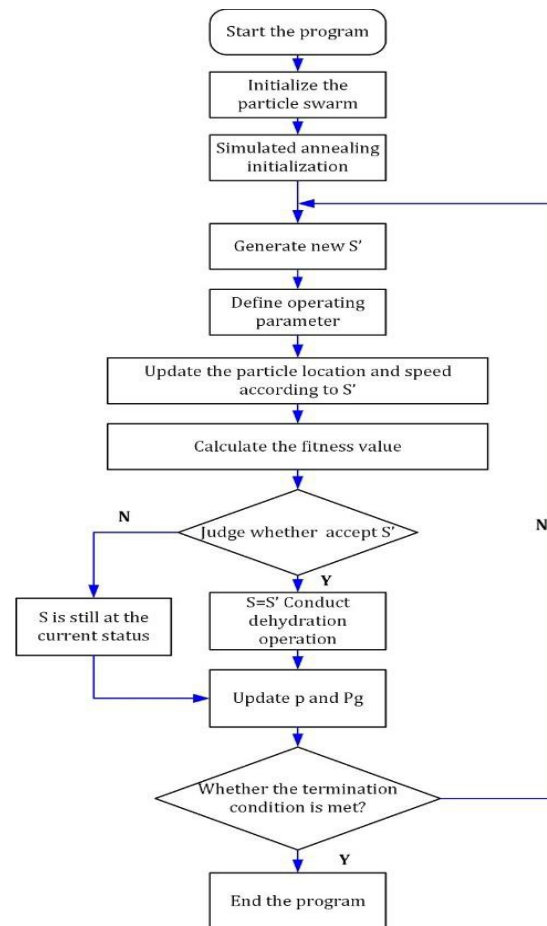 Start the program
Initialize the
particle swarm
Simulated annealing
initialization
Generate new S′
Define operating
parameter
Update the particle location and speed
according to S′
Calculate the fitness value
Judge whether accept S′
N
N
Y
S is still at the
current status
S=S′ Conduct
dehydration
operation
Update p and Pg
Whether the termination
condition is met?
Y
End the program